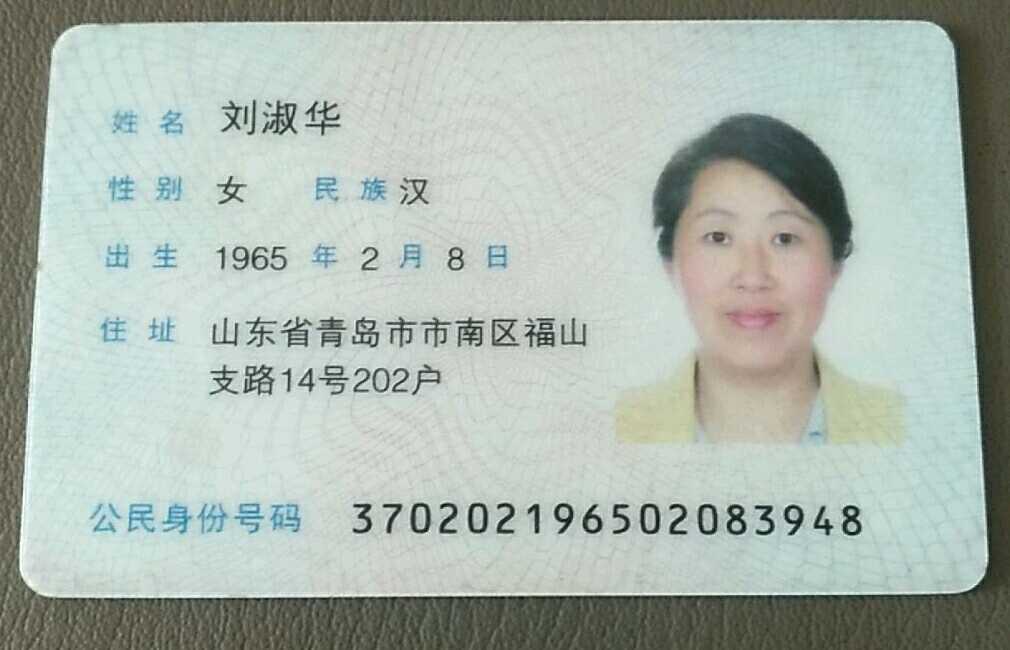 姓名 刘淑华
性别 女 民族 汉
出生 1965 年 2 月 8 日
住址 山东省青岛市市南区福山
支路14号202户
公民身份号码 370202196502083948